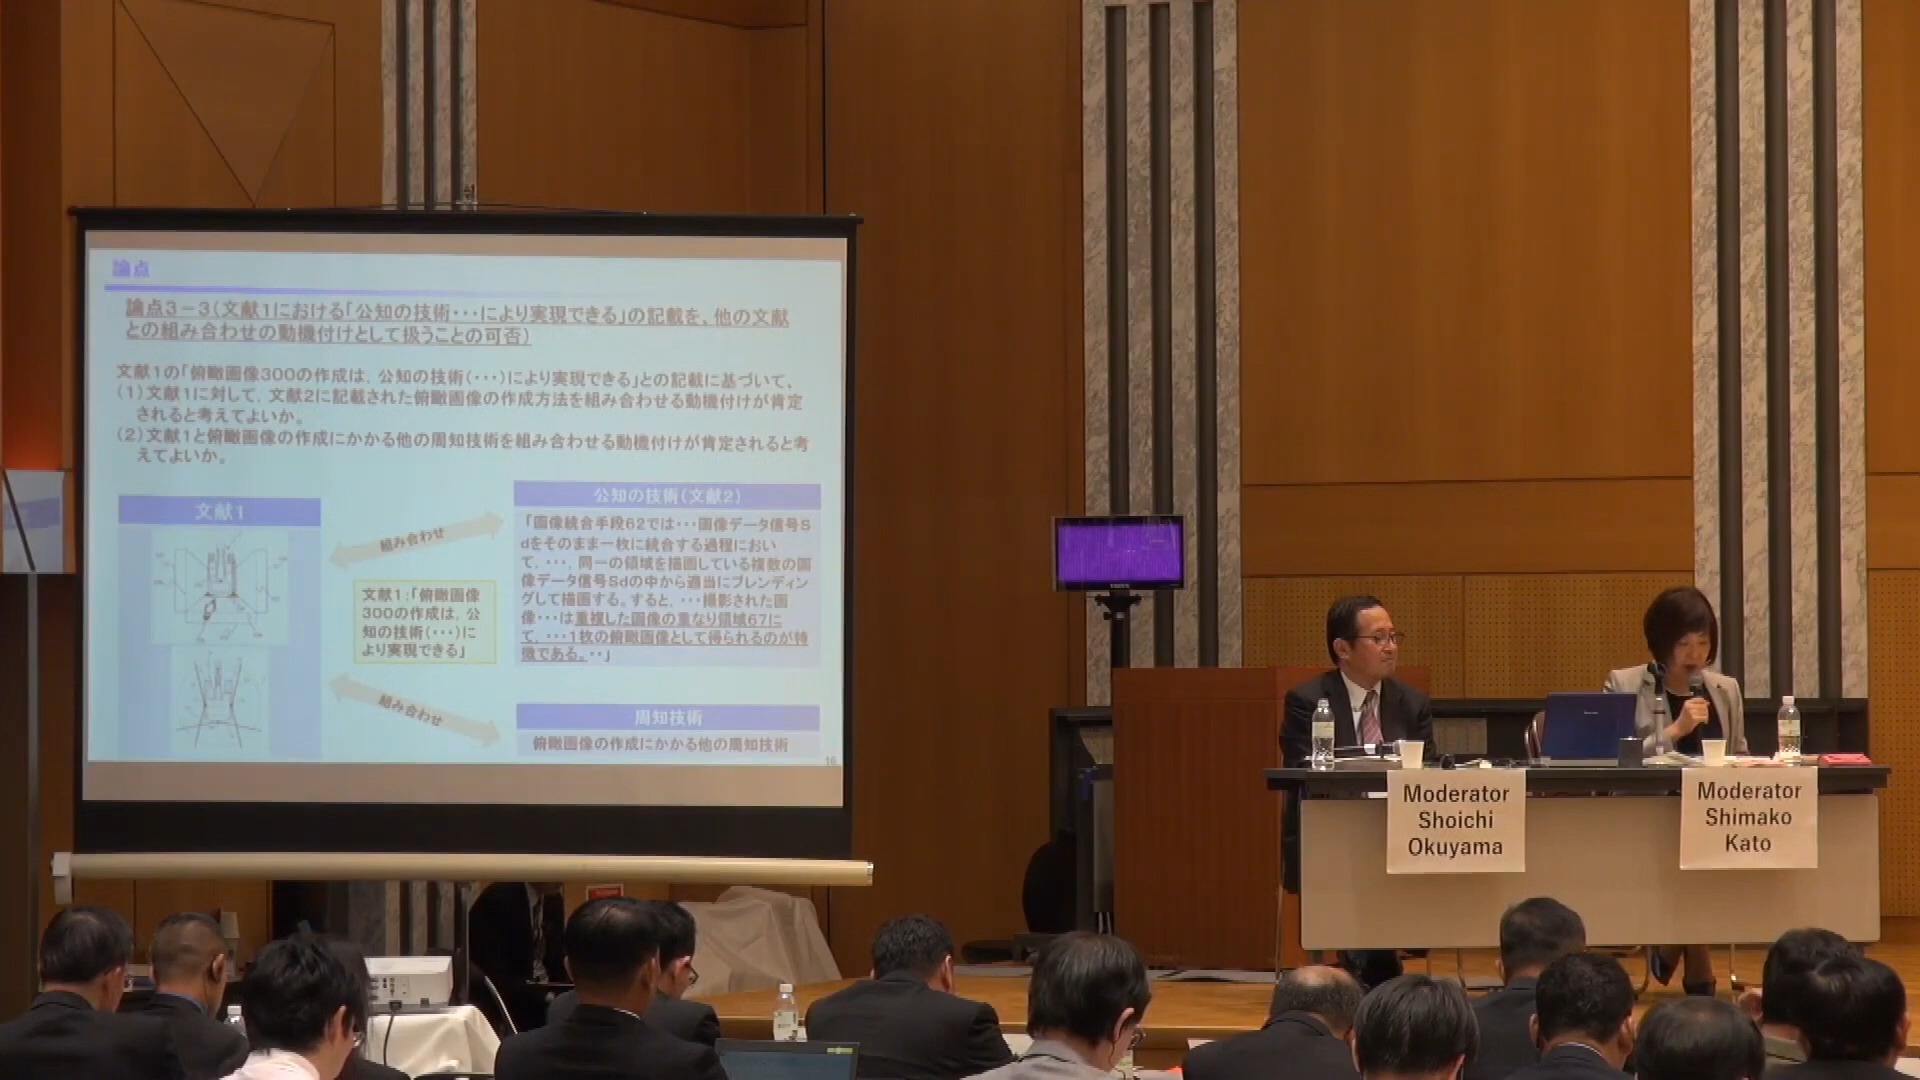 論点
論点3-3(文献1における「公知の技術・・・により実現できる」の記載を、他の文献
との組み合わせの動機付けとして扱うことの可否)
文献1の「俯瞰画像300の作成は、公知の技術(・・・)により実現できる」との記載に基づいて、
(1)文献1に対して、文献2に記載された俯瞰画像の作成方法を組み合わせる動機付けが肯定
されると考えてよいか。
(2)文献1と俯瞰画像の作成にかかる他の周知技術を組み合わせる動機付けが肯定されると考
えてよいか。
文献1
組み合わせ
文献1:「俯瞰画像
300の作成は、公
知の技術(・・・)に
より実現できる」
組み合わせ
公知の技術(文献2)
「画像統合手段62では・・・画像データ信号S
dをそのまま一枚に統合する過程におい
て、・・・、同一の領域を描画している複数の画
像データ信号Sdの中から適当にブレンディン
グして描画する。すると、・・・撮影された画
像・・・は重複した画像の重なり領域67に
て、・・・1枚の俯瞰画像として得られるのが特
徴である。・・」
周知技術
俯瞰画像の作成にかかる他の周知技術
16
Moderator
Shoichi
Okuyama
Moderator
Shimako
Kato